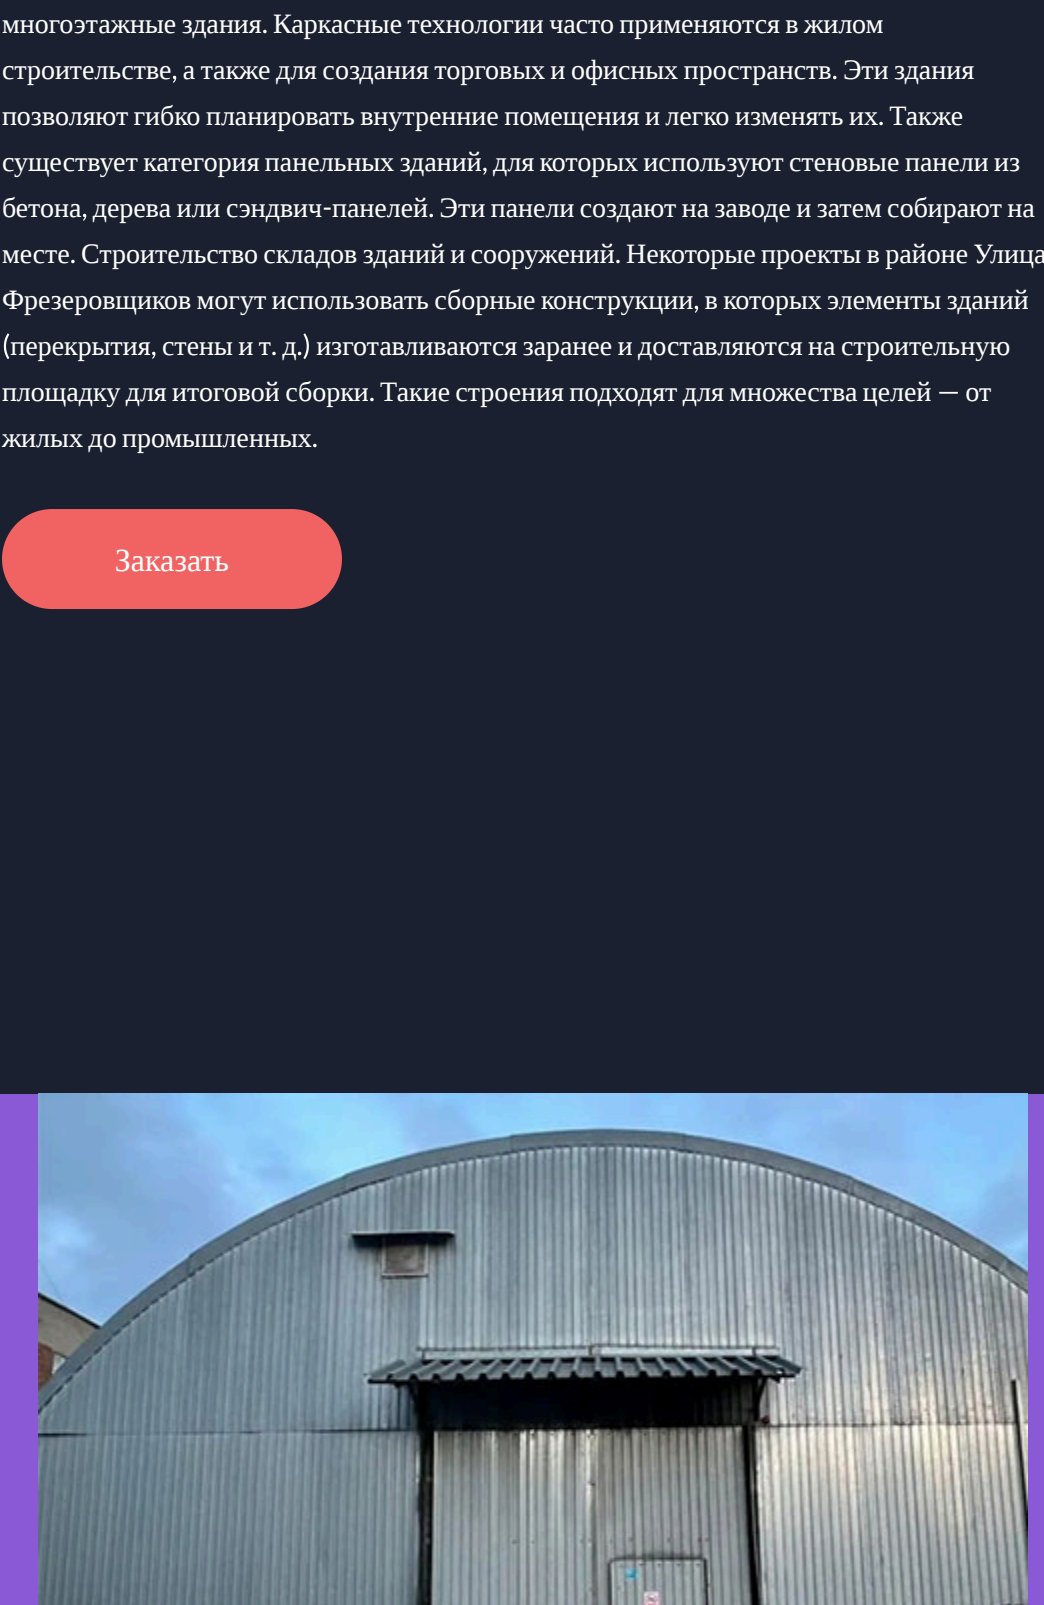 многоэтажные здания. Каркасные технологии часто применяются в жилом
строительстве, а также для создания торговых и офисных пространств. Эти здания
позволяют гибко планировать внутренние помещения и легко изменять их. Также
существует категория панельных зданий, для которых используют стеновые панели из
бетона, дерева или сэндвич-панелей. Эти панели создают на заводе и затем собирают на
месте. Строительство складов зданий и сооружений. Некоторые проекты в районе Улица
Фрезеровщиков могут использовать сборные конструкции, в которых элементы зданий
(перекрытия, стены и т. д.) изготавливаются заранее и доставляются на строительную
площадку для итоговой сборки. Такие строения подходят для множества целей — от
жилых до промышленных.
Заказать